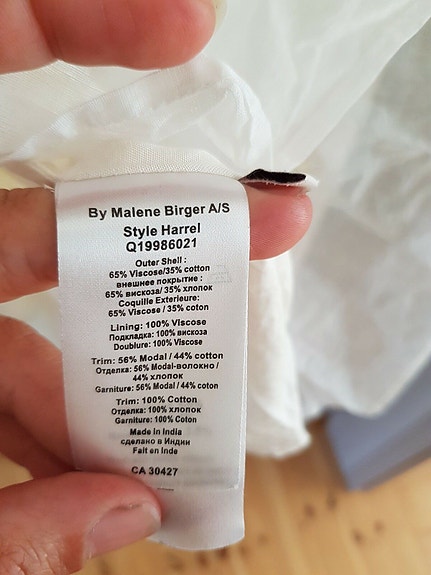 By Malene Birger A/S
Style Harrel
Q19986021
Outer Shell :
65% Viscose/35% cotton
внешнее покрытие :
65% вискоза/ 35% хлопок
Coquille Exterieure:
65% Viscose / 35% coton
Lining: 100% Viscose
Подкладка: 100% вискоза
Doublure: 100% Viscose
Trim: 56% Modal / 44% cotton
Отделка: 56% Modal-волокно /
44% хлопок
Garniture: 56% Modal / 44% coton
Trim: 100% Cotton
Отделка: 100% хлопок
Garniture: 100% Coton
Made in India
сделано в Индии
Fait en Inde
CA 30427